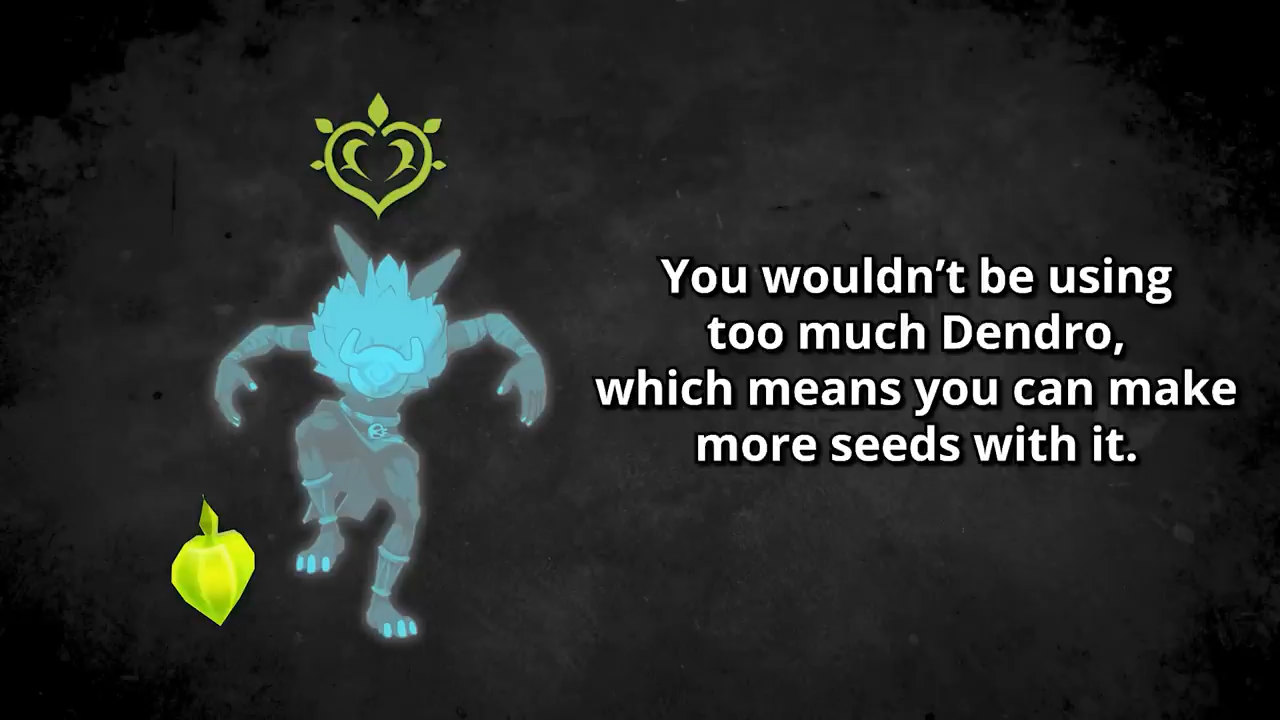 You wouldn’t be using
too much Dendro,
which means you can make
more seeds with it.